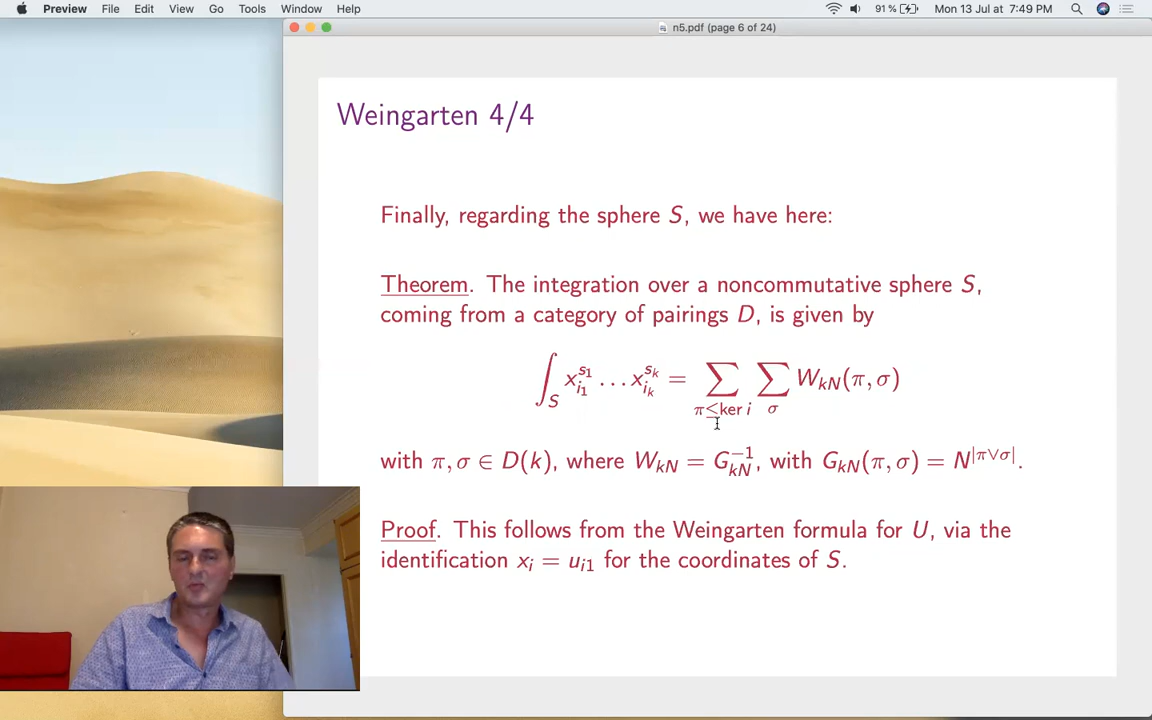 Preview File Edit View Go Tools Window Help 91% Mon 13 Jul at 7:49 PM
n5.pdf (page 6 of 24)
Weingarten 4/4
Finally, regarding the sphere S, we have here:
Theorem. The integration over a noncommutative sphere S,
coming from a category of pairings D, is given by
∫_S x_{i_1}^{s_1} … x_{i_k}^{s_k} = ∑_{π≤ker i} ∑_σ W_{kN}(π, σ)
with π, σ ∈ D(k), where W_{kN} = G_{kN}^{-1}, with G_{kN}(π, σ) = N^{|π∨σ|}.
Proof. This follows from the Weingarten formula for U, via the
identification x_i = u_{i1} for the coordinates of S.